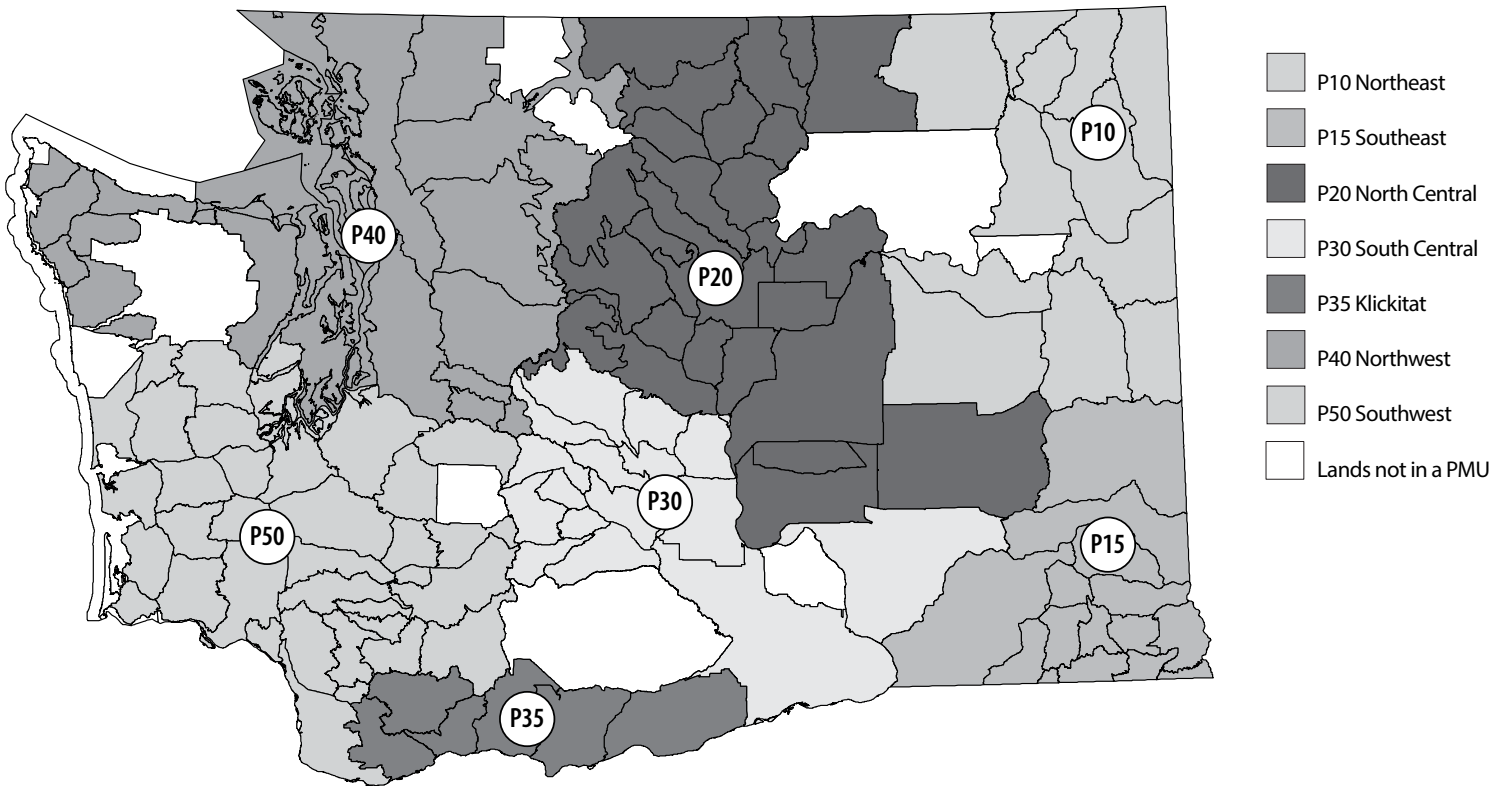 P10
P40
P20
P30
P50
P15
P35
P10 Northeast
P15 Southeast
P20 North Central
P30 South Central
P35 Klickitat
P40 Northwest
P50 Southwest
Lands not in a PMU